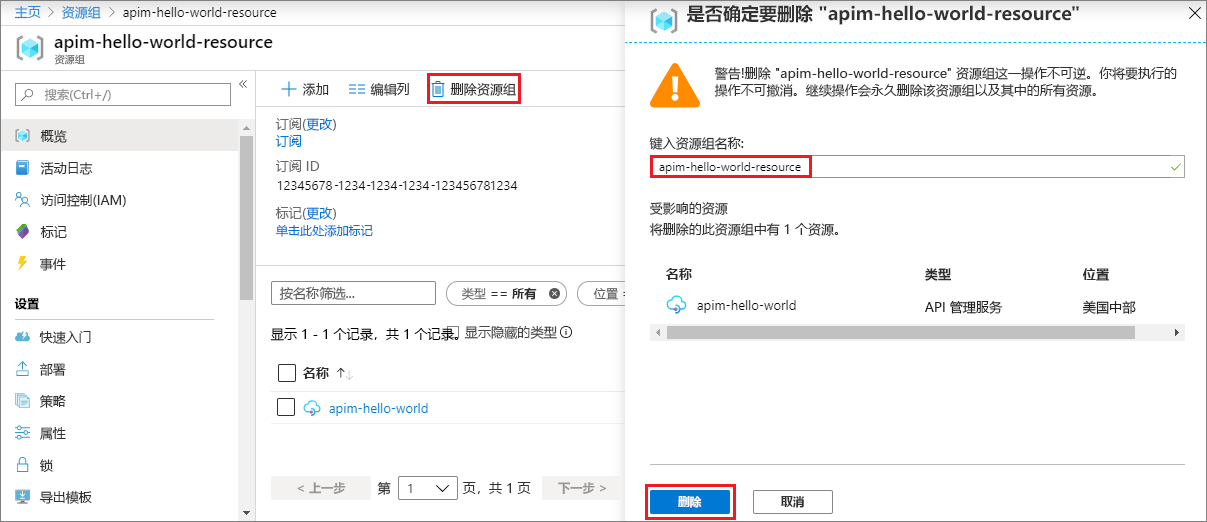 主页 > 资源组 > apim-hello-world-resource
apim-hello-world-resource
资源组
搜索(Ctrl+/)
«
概览
活动日志
访问控制(IAM)
标记
事件
设置
快速入门
部署
策略
属性
锁
导出模板
添加 编辑列 删除资源组
订阅(更改)
订阅
订阅 ID
12345678-1234-1234-1234-123456781234
标记(更改)
单击此处添加标记
按名称筛选... 类型 == 所有 位置 =
显示 1 - 1 个记录，共 1 个记录。 显示隐藏的类型
名称 ↑↓
apim-hello-world
< 上一步 第 1 页，共 1 页 下一步 >
是否确定要删除 "apim-hello-world-resource"
警告!删除 "apim-hello-world-resource" 资源组这一操作不可逆。你将要执行的
操作不可撤消。继续操作会永久删除该资源组以及其中的所有资源。
键入资源组名称:
apim-hello-world-resource
受影响的资源
将删除的此资源组中有 1 个资源。
名称 类型 位置
apim-hello-world API 管理服务 美国中部
删除 取消